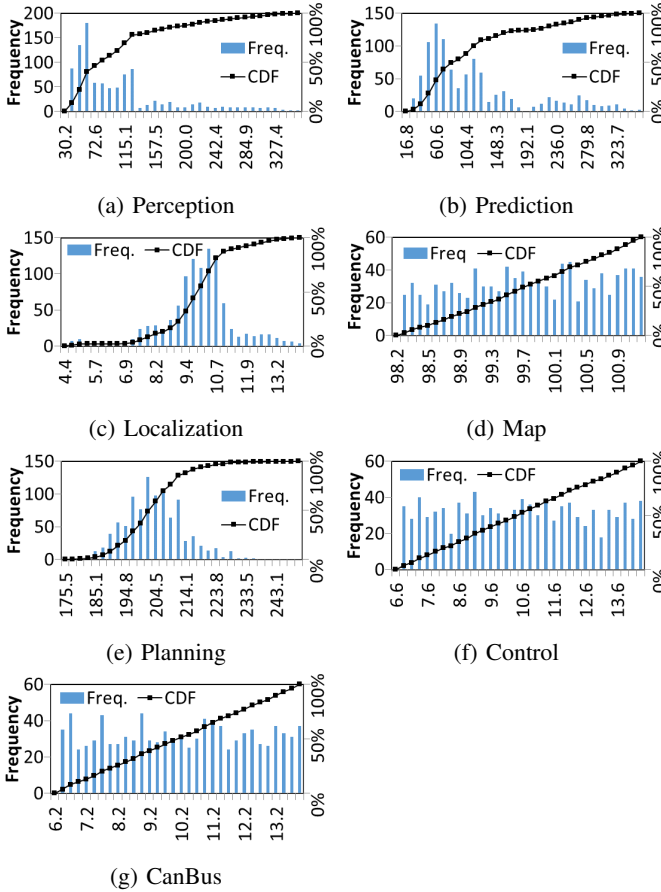 Frequency
200
150
100
50
0
Freq.
CDF
0% 50% 100%
30.2 72.6 115.1 157.5 200.0 242.4 284.9 327.4
(a) Perception
Frequency
150
100
50
0
Freq.
CDF
0% 50% 100%
16.8 60.6 104.4 148.3 192.1 236.0 279.8 323.7
(b) Prediction
Frequency
150
100
50
0
Freq. CDF
0% 50% 100%
4.4 5.7 6.9 8.2 9.4 10.7 11.9 13.2
(c) Localization
Frequency
60
40
20
0
Freq CDF
0% 50% 100%
98.2 98.5 98.9 99.3 99.7 100.1 100.5 100.9
(d) Map
Frequency
150
100
50
0
Freq.
CDF
0% 50% 100%
175.5 185.1 194.8 204.5 214.1 223.8 233.5 243.1
(e) Planning
Frequency
60
40
20
0
Freq. CDF
0% 50% 100%
6.6 7.6 8.6 9.6 10.6 11.6 12.6 13.6
(f) Control
Frequency
60
40
20
0
Freq. CDF
0% 50% 100%
6.2 7.2 8.2 9.2 10.2 11.2 12.2 13.2
(g) CanBus